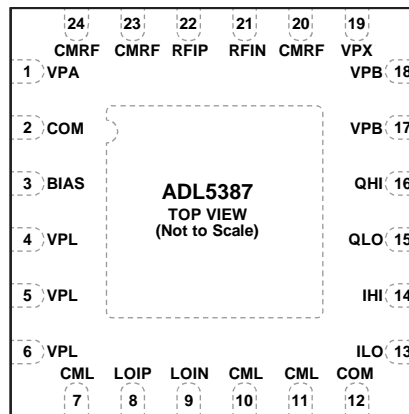 24 23 22 21 20 19
CMRF CMRF RFIP RFIN CMRF VPX
1 VPA VPB 18
2 COM VPB 17
3 BIAS QHI 16
ADL5387
TOP VIEW
(Not to Scale)
4 VPL QLO 15
5 VPL IHI 14
6 VPL ILO 13
CML LOIP LOIN CML CML COM
7 8 9 10 11 12